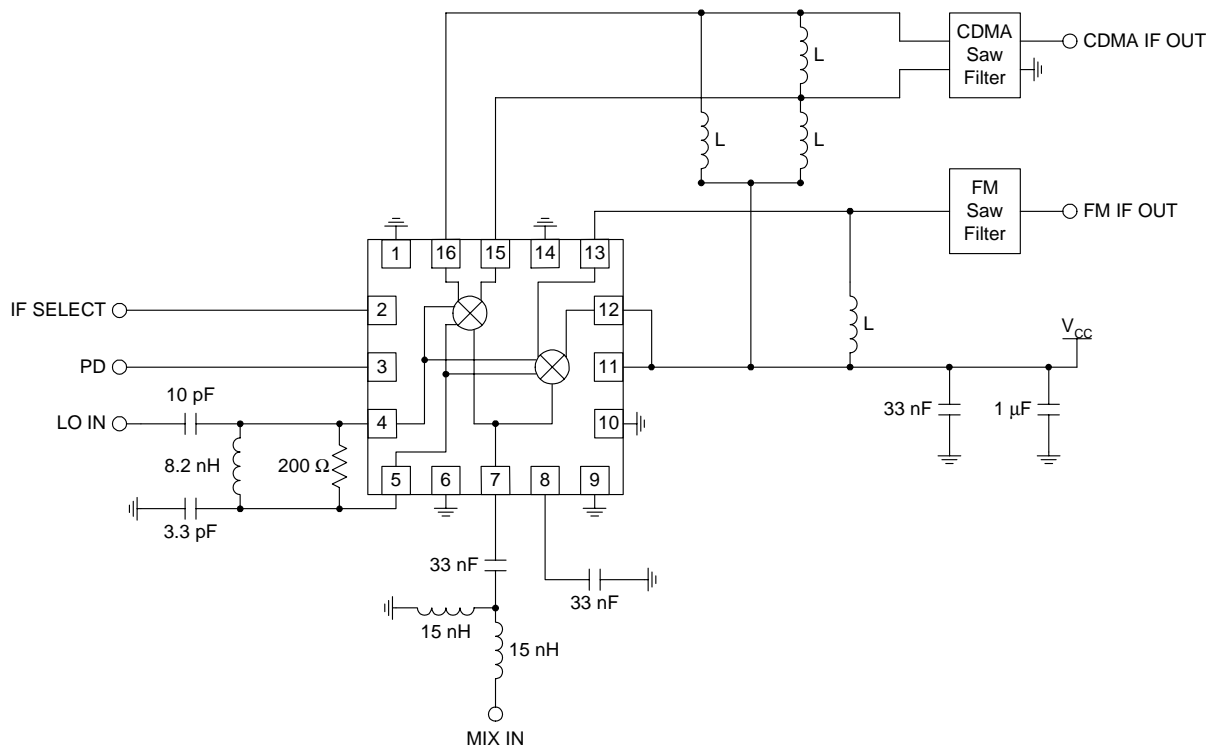 CDMA
Saw
Filter
CDMA IF OUT
L
L
L
FM
Saw
Filter
FM IF OUT
1
16
15
14
13
IF SELECT
2
12
L
V_CC
PD
3
11
10 pF
33 nF
1 μF
LO IN
4
10
8.2 nH
200 Ω
5
6
7
8
9
3.3 pF
33 nF
33 nF
15 nH
15 nH
MIX IN